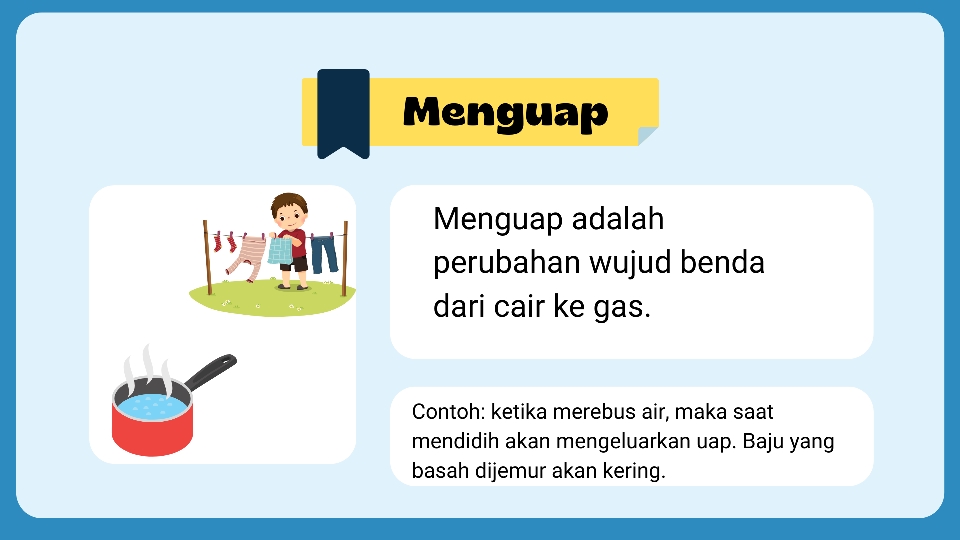 Menguap
Menguap adalah
perubahan wujud benda
dari cair ke gas.
Contoh: ketika merebus air, maka saat
mendidih akan mengeluarkan uap. Baju yang
basah dijemur akan kering.